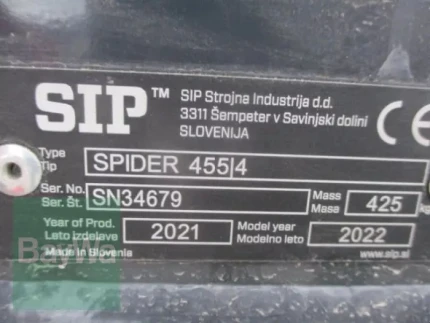 SIP™ SIP Strojna Industrija d.d.
3311 Šempeter v Savinjski dolini
SLOVENIJA
CE
Type
Tip SPIDER 455|4
Ser. No.
Ser. Št. SN34679
Mass
Masa 425 kg
Year of Prod.
Leto izdelave 2021
Model year
Modelno leto 2022
Made in Slovenia www.sip.si
BayWa